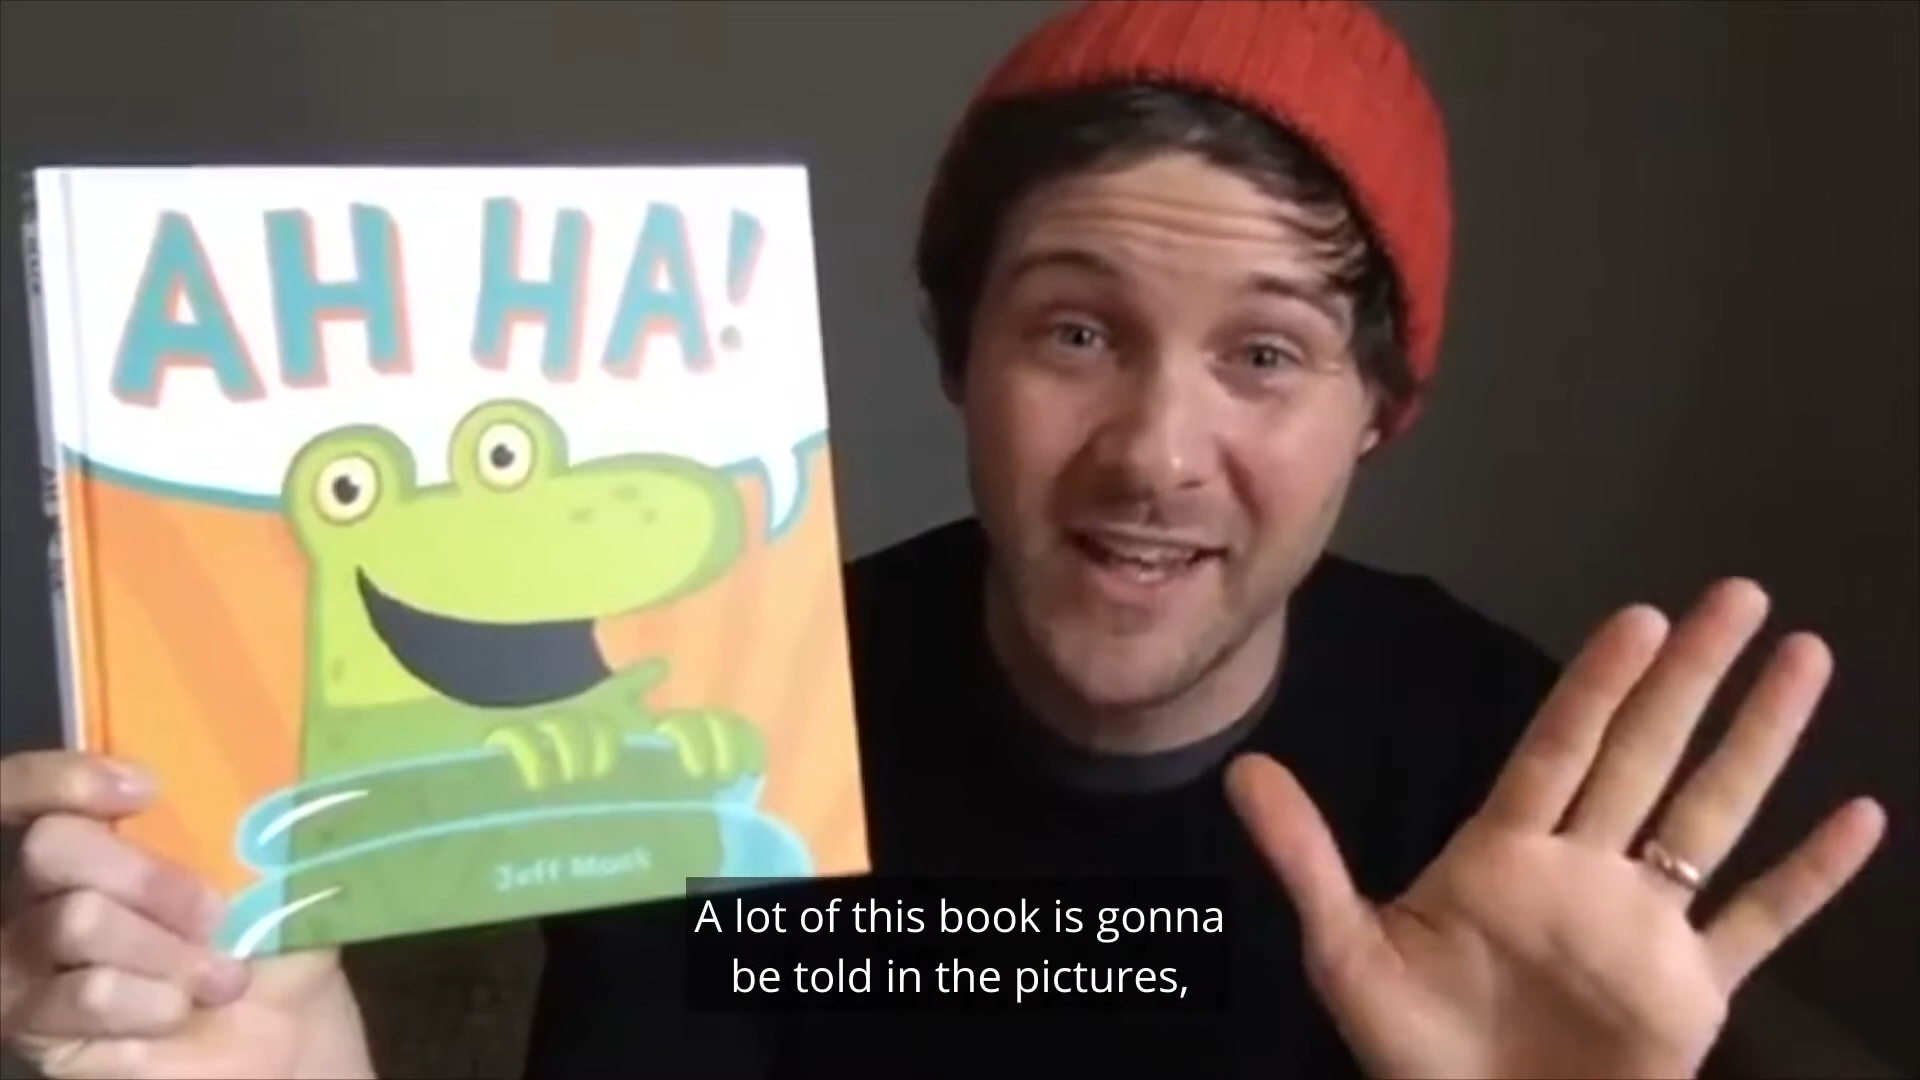 AH HA!
Jeff Mack
A lot of this book is gonna
be told in the pictures,